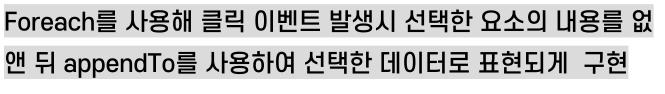 Foreach를 사용해 클릭 이벤트 발생시 선택한 요소의 내용를 없
앤 뒤 appendTo를 사용하여 선택한 데이터로 표현되게  구현